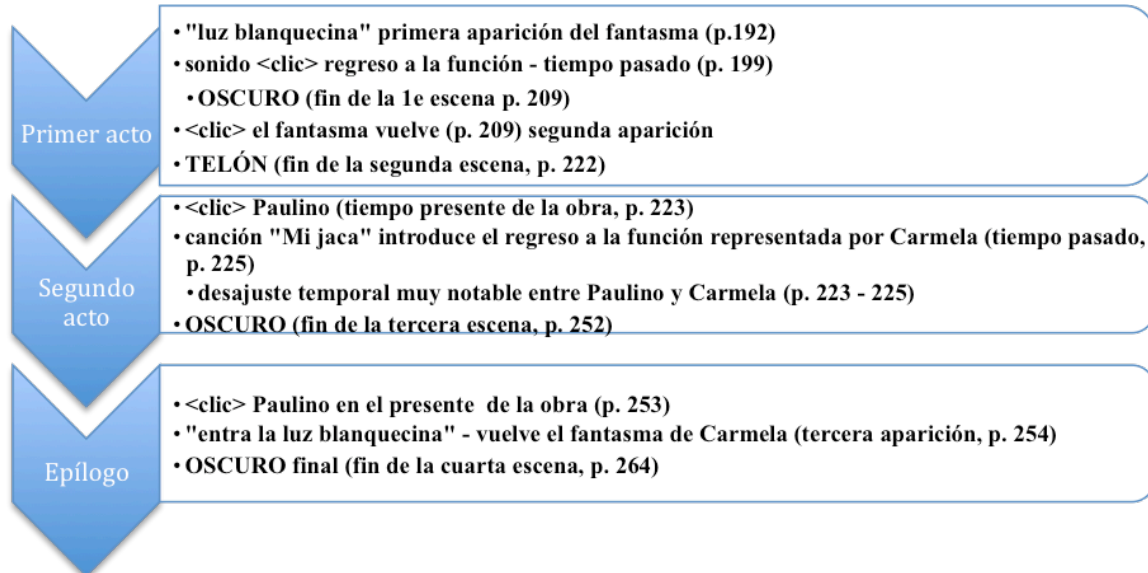 Primer acto
• "luz blanquecina" primera aparición del fantasma (p.192)
• sonido <clic> regreso a la función - tiempo pasado (p. 199)
• OSCURO (fin de la 1e escena p. 209)
• <clic> el fantasma vuelve (p. 209) segunda aparición
• TELÓN (fin de la segunda escena, p. 222)
Segundo
acto
• <clic> Paulino (tiempo presente de la obra, p. 223)
• canción "Mi jaca" introduce el regreso a la función representada por Carmela (tiempo pasado,
p. 225)
• desajuste temporal muy notable entre Paulino y Carmela (p. 223 - 225)
• OSCURO (fin de la tercera escena, p. 252)
Epílogo
• <clic> Paulino en el presente de la obra (p. 253)
• "entra la luz blanquecina" - vuelve el fantasma de Carmela (tercera aparición, p. 254)
• OSCURO final (fin de la cuarta escena, p. 264)